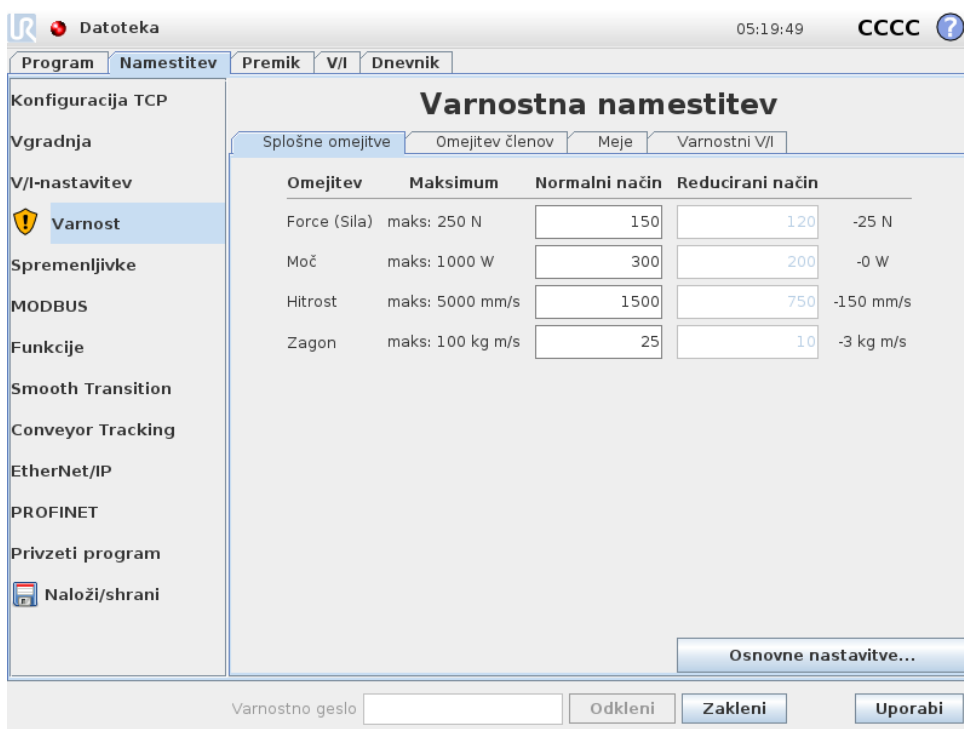 UR Datoteka 05:19:49 CCCC ?
Program Namestitev Premik V/I Dnevnik
Konfiguracija TCP
Vgradnja
V/I-nastavitev
Varnost
Spremenljivke
MODBUS
Funkcije
Smooth Transition
Conveyor Tracking
EtherNet/IP
PROFINET
Privzeti program
Naloži/shrani
Varnostna namestitev
Splošne omejitve Omejitev členov Meje Varnostni V/I
Omejitev Maksimum Normalni način Reducirani način
Force (Sila) maks: 250 N 150 120 -25 N
Moč maks: 1000 W 300 200 -0 W
Hitrost maks: 5000 mm/s 1500 750 -150 mm/s
Zagon maks: 100 kg m/s 25 10 -3 kg m/s
Osnovne nastavitve...
Varnostno geslo Odkleni Zakleni Uporabi